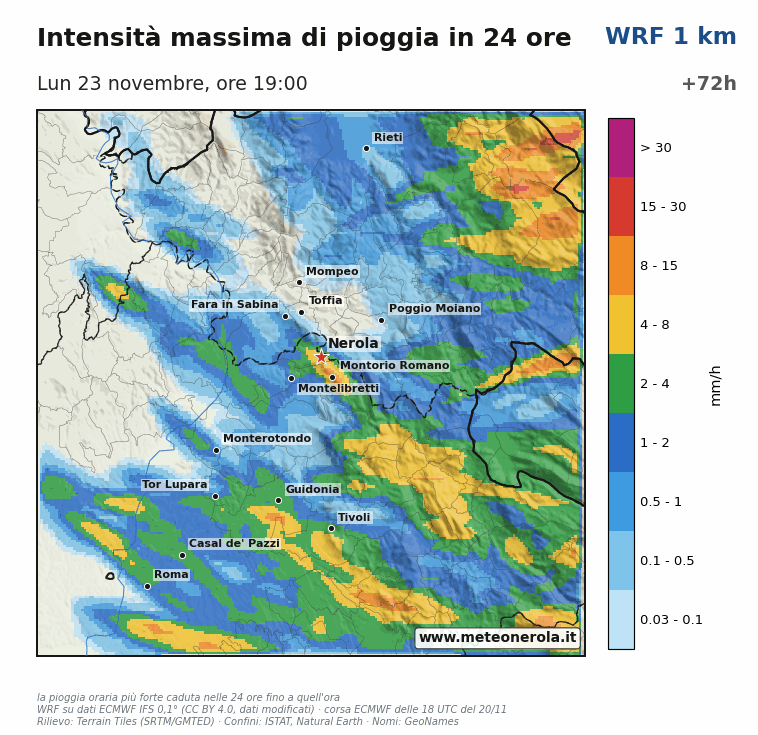 Intensità massima di pioggia in 24 ore
WRF 1 km
Lun 23 novembre, ore 19:00
+72h
Rieti
Mompeo
Toffia
Fara in Sabina
Poggio Moiano
Nerola
Montorio Romano
Montelibretti
Monterotondo
Tor Lupara
Guidonia
Tivoli
Casal de' Pazzi
Roma
www.meteonerola.it
> 30
15 - 30
8 - 15
4 - 8
2 - 4
1 - 2
0.5 - 1
0.1 - 0.5
0.03 - 0.1
mm/h
la pioggia oraria più forte caduta nelle 24 ore fino a quell'ora
WRF su dati ECMWF IFS 0,1° (CC BY 4.0, dati modificati) · corsa ECMWF delle 18 UTC del 20/11
Rilievo: Terrain Tiles (SRTM/GMTED) · Confini: ISTAT, Natural Earth · Nomi: GeoNames